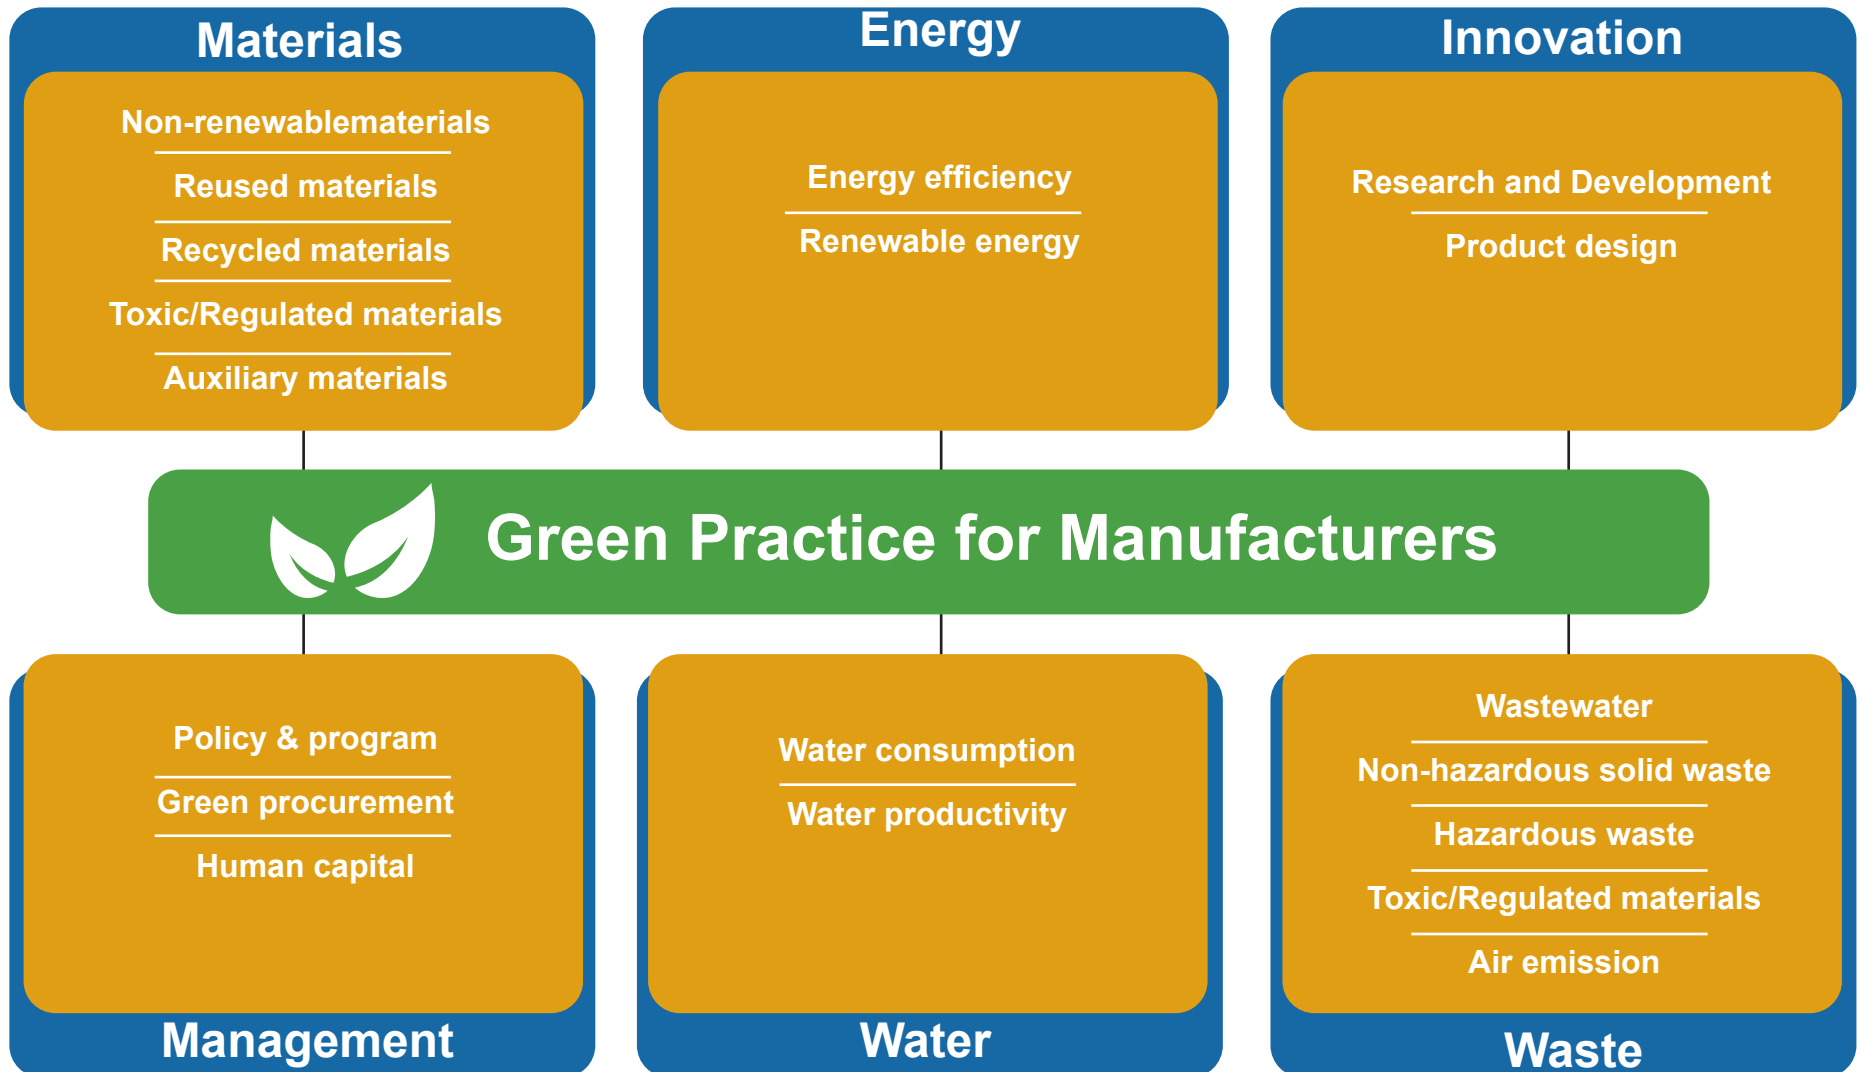 Materials
Non-renewablematerials
Reused materials
Recycled materials
Toxic/Regulated materials
Auxiliary materials
Energy
Energy efficiency
Renewable energy
Innovation
Research and Development
Product design
Green Practice for Manufacturers
Policy & program
Green procurement
Human capital
Management
Water consumption
Water productivity
Water
Wastewater
Non-hazardous solid waste
Hazardous waste
Toxic/Regulated materials
Air emission
Waste